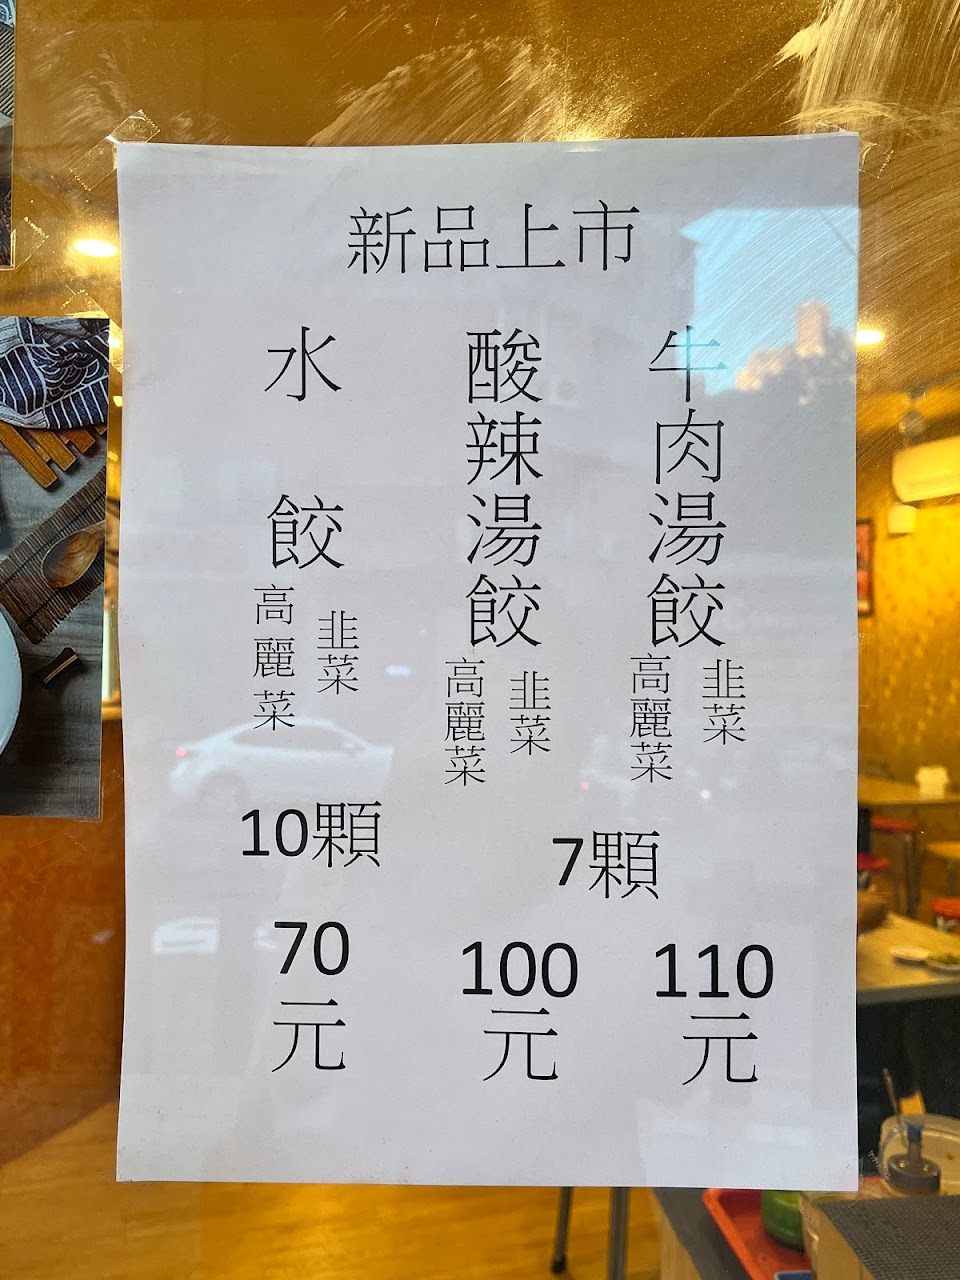 新品上市
牛肉湯餃
韭菜
高麗菜
酸辣湯餃
韭菜
高麗菜
水餃
韭菜
高麗菜
7顆
10顆
110元
100元
70元